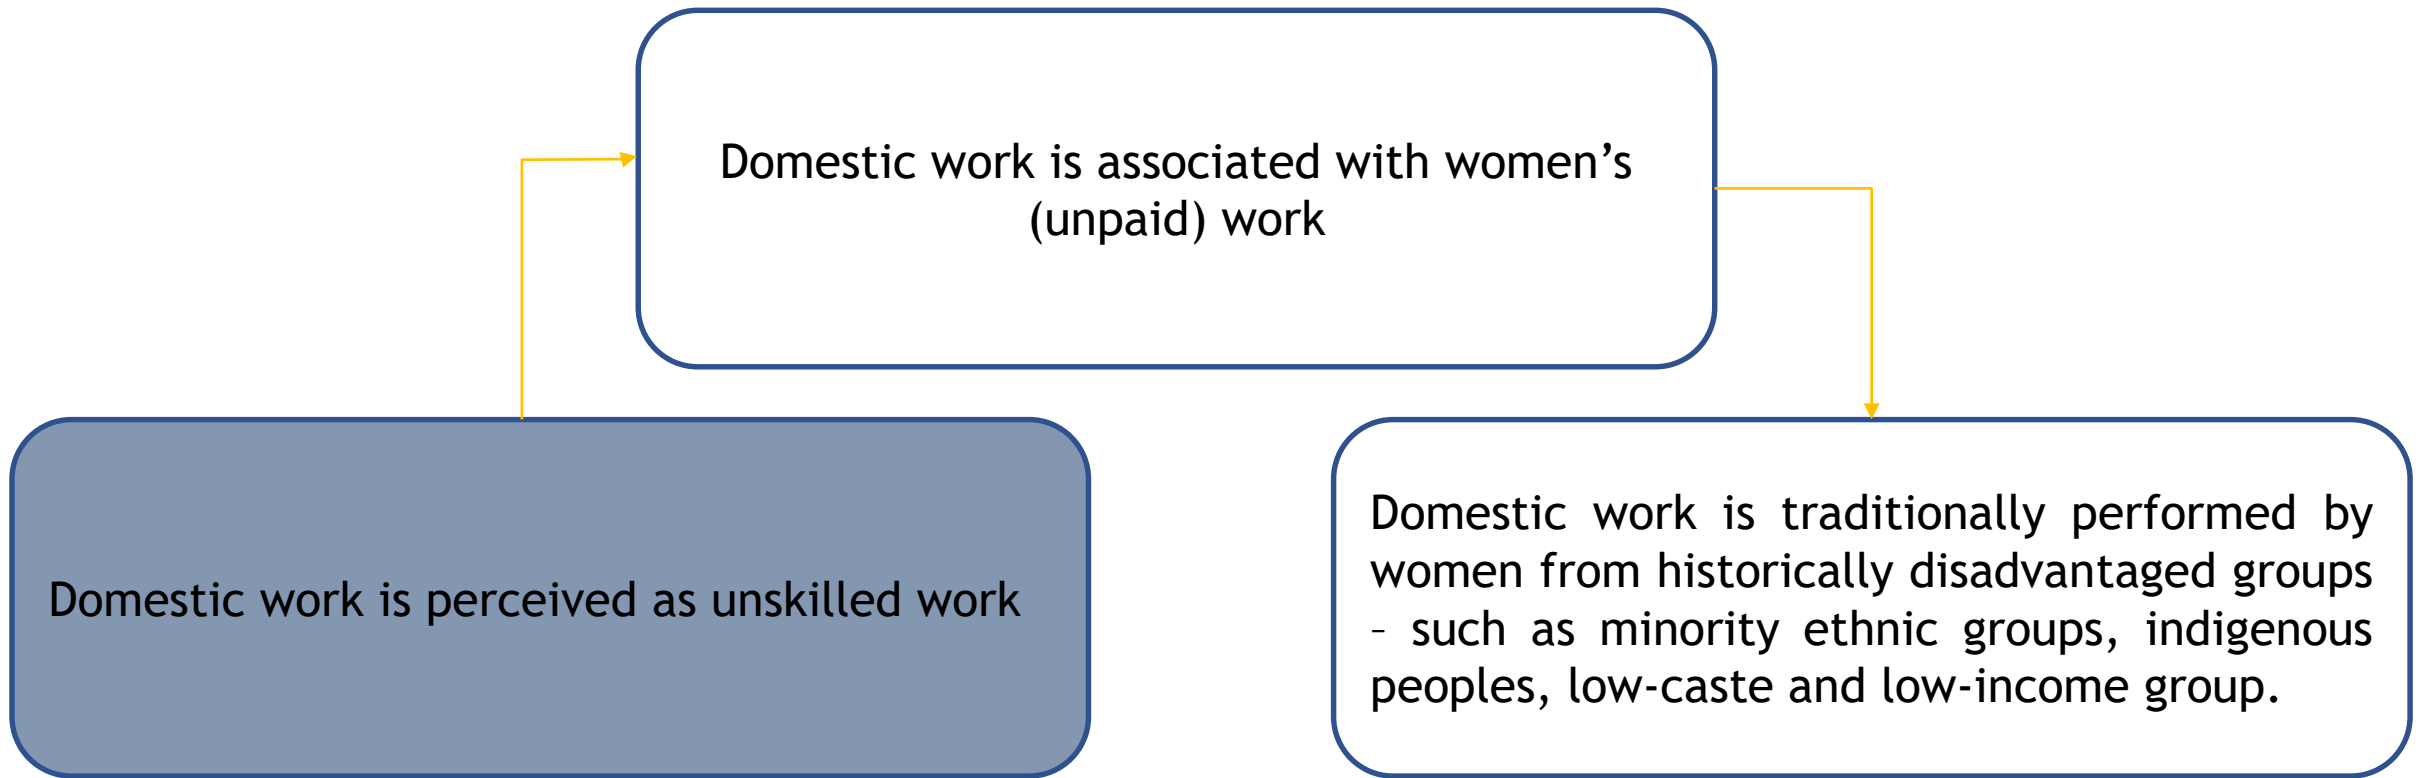 Domestic work is associated with women’s
(unpaid) work
Domestic work is perceived as unskilled work
Domestic work is traditionally performed by
women from historically disadvantaged groups
– such as minority ethnic groups, indigenous
peoples, low-caste and low-income group.